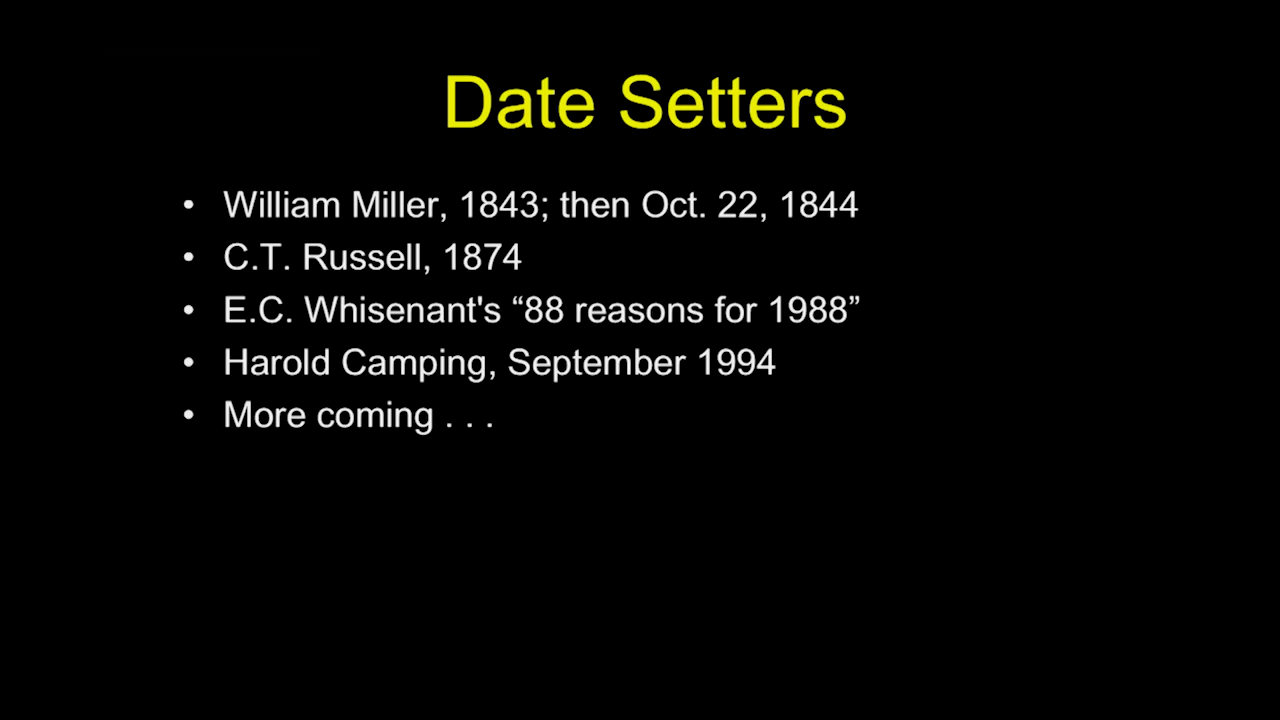 Date Setters
• William Miller, 1843; then Oct. 22, 1844
• C.T. Russell, 1874
• E.C. Whisenant's “88 reasons for 1988”
• Harold Camping, September 1994
• More coming . . .